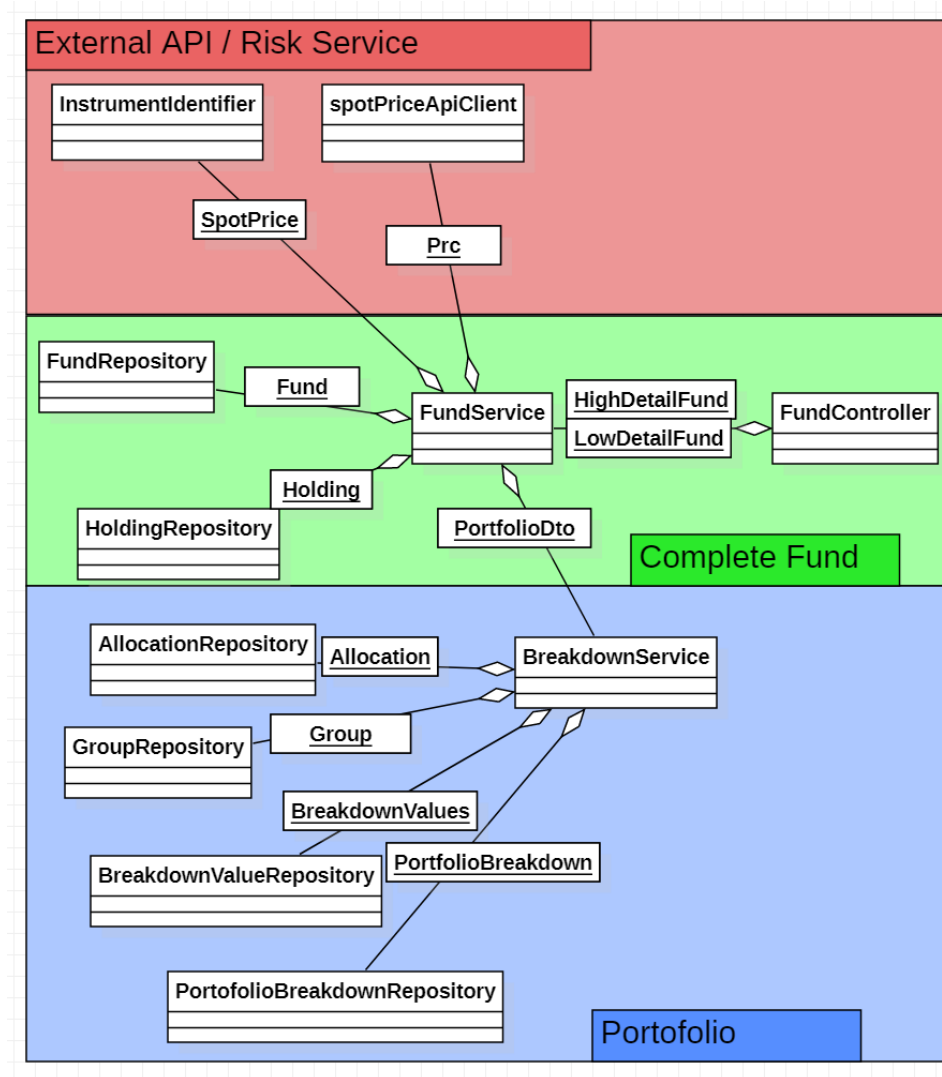 External API / Risk Service
InstrumentIdentifier
spotPriceApiClient
SpotPrice
Prc
FundRepository
Fund
FundService
HighDetailFund
LowDetailFund
FundController
Holding
HoldingRepository
PortfolioDto
Complete Fund
AllocationRepository
Allocation
BreakdownService
GroupRepository
Group
BreakdownValues
BreakdownValueRepository
PortfolioBreakdown
PortofolioBreakdownRepository
Portofolio